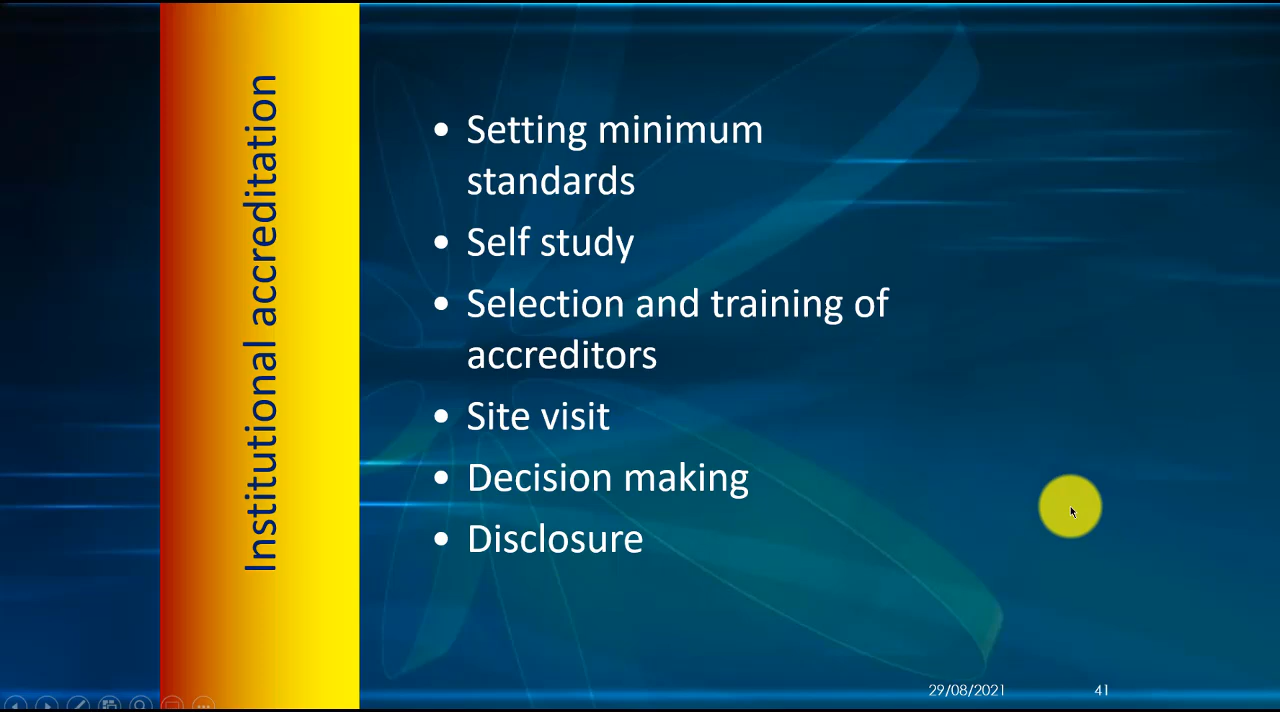 Institutional accreditation
• Setting minimum
standards
• Self study
• Selection and training of
accreditors
• Site visit
• Decision making
• Disclosure
29/08/2021
41